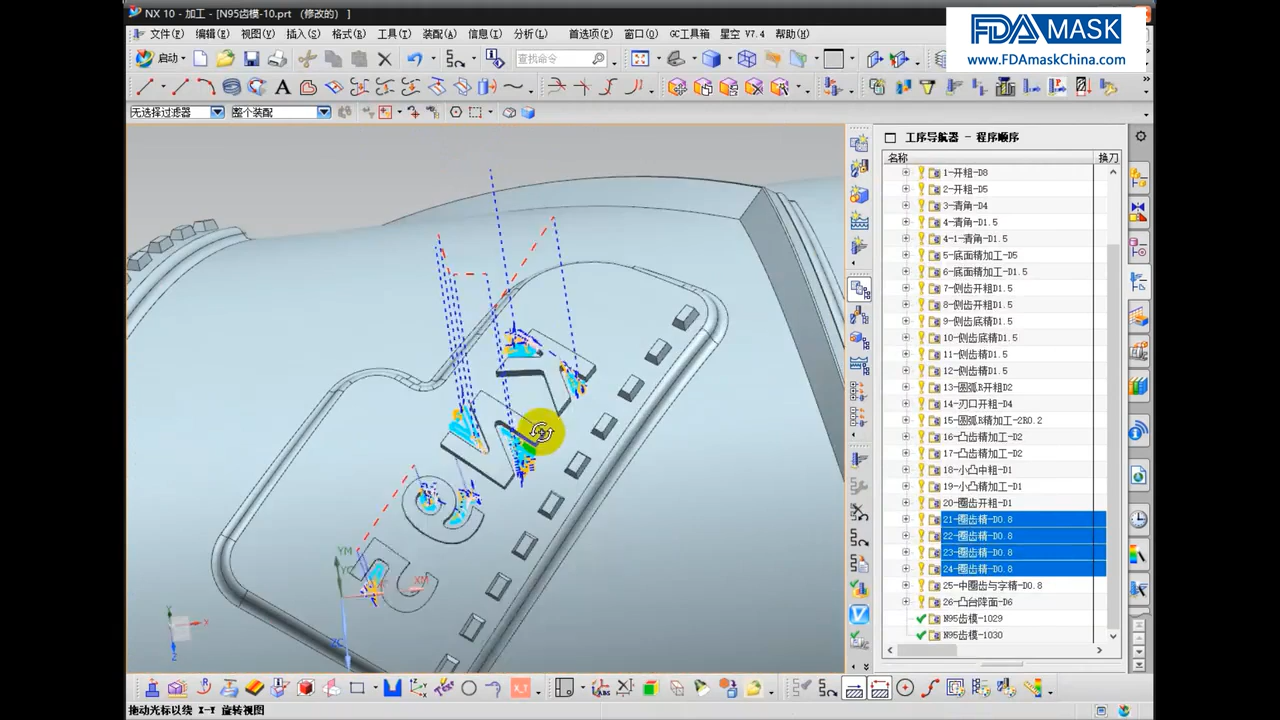 NX 10 - 加工 - [N95齿模-10.prt (修改的) ]
FDA MASK
www.FDAmaskChina.com
文件(F) 编辑(E) 视图(V) 插入(S) 格式(R) 工具(T) 装配(A) 信息(I) 分析(L) 首选项(P) 窗口(O) GC工具箱 星空 V7.4 帮助(H)
启动 查找命令
无选择过滤器 整个装配
工序导航器 - 程序顺序
名称 换刀
1-开粗-D8
2-开粗-D5
3-清角-D4
4-清角-D1.5
4-1-清角-D1.5
5-底面精加工-D5
6-底面精加工-D1.5
7-侧齿开粗D1.5
8-侧齿开粗D1.5
9-侧齿底精D1.5
10-侧齿底精D1.5
11-侧齿精D1.5
12-侧齿精D1.5
13-圆弧R开粗D2
14-刃口开粗-D4
15-圆弧R精加工-2R0.2
16-凸齿精加工-D2
17-凸齿精加工-D2
18-小凸中粗-D1
19-小凸精加工-D1
20-圈齿开粗-D1
21-圈齿精-D0.8
22-圈齿精-D0.8
23-圈齿精-D0.8
24-圈齿精-D0.8
25-中圈齿与字精-D0.8
26-凸台降面-D6
N95齿模-1029
N95齿模-1030
YM
YC
XM
ZC
拖动光标以绕 X-Y 旋转视图